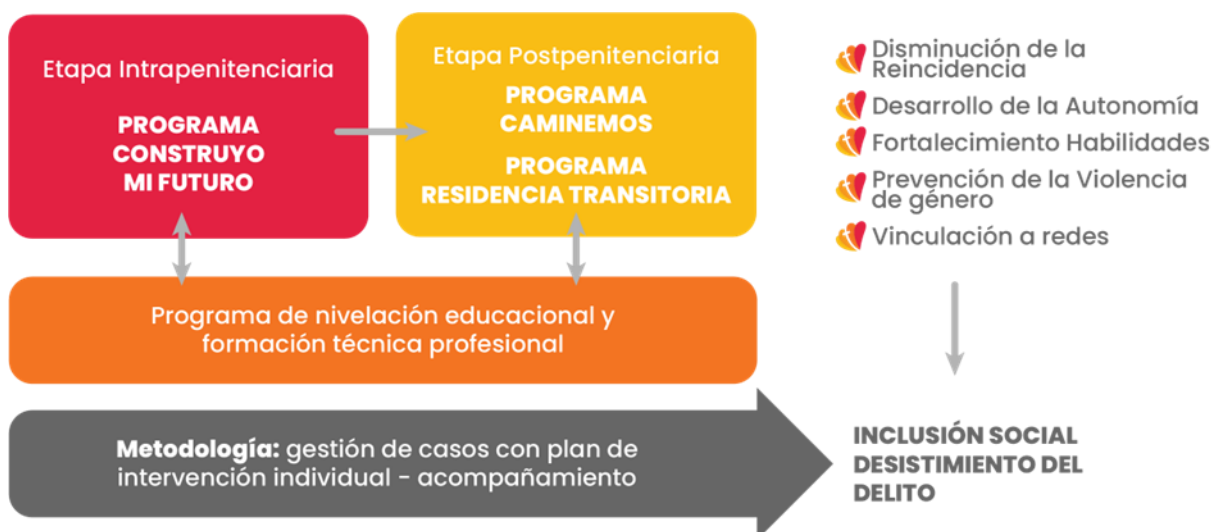 Etapa Intrapenitenciaria
PROGRAMA
CONSTRUYO
MI FUTURO
Etapa Postpenitenciaria
PROGRAMA
CAMINEMOS
PROGRAMA
RESIDENCIA TRANSITORIA
Programa de nivelación educacional y
formación técnica profesional
Metodología: gestión de casos con plan de
intervención individual - acompañamiento
Disminución de la
Reincidencia
Desarrollo de la Autonomía
Fortalecimiento Habilidades
Prevención de la Violencia
de género
Vinculación a redes
INCLUSIÓN SOCIAL
DESISTIMIENTO DEL
DELITO